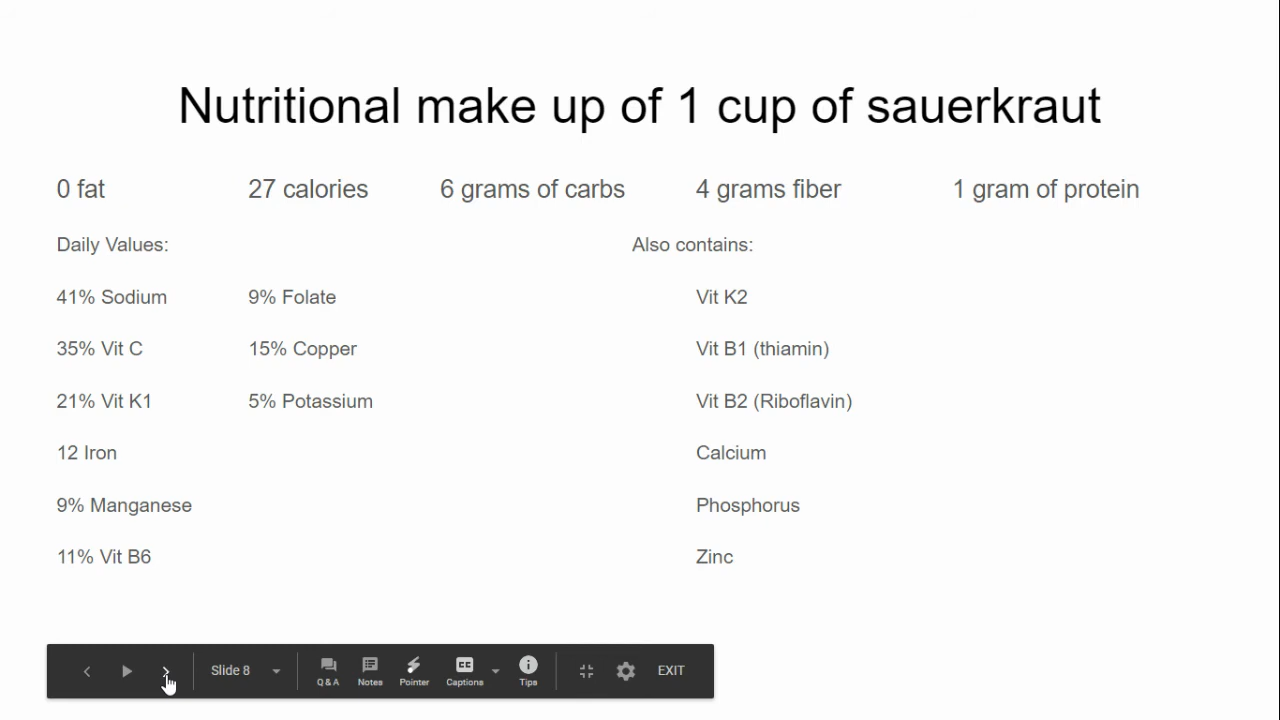 Nutritional make up of 1 cup of sauerkraut
0 fat 27 calories 6 grams of carbs 4 grams fiber 1 gram of protein
Daily Values: Also contains:
41% Sodium 9% Folate Vit K2
35% Vit C 15% Copper Vit B1 (thiamin)
21% Vit K1 5% Potassium Vit B2 (Riboflavin)
12 Iron Calcium
9% Manganese Phosphorus
11% Vit B6 Zinc
Slide 8 Q&A Notes Pointer CC Captions Tips EXIT